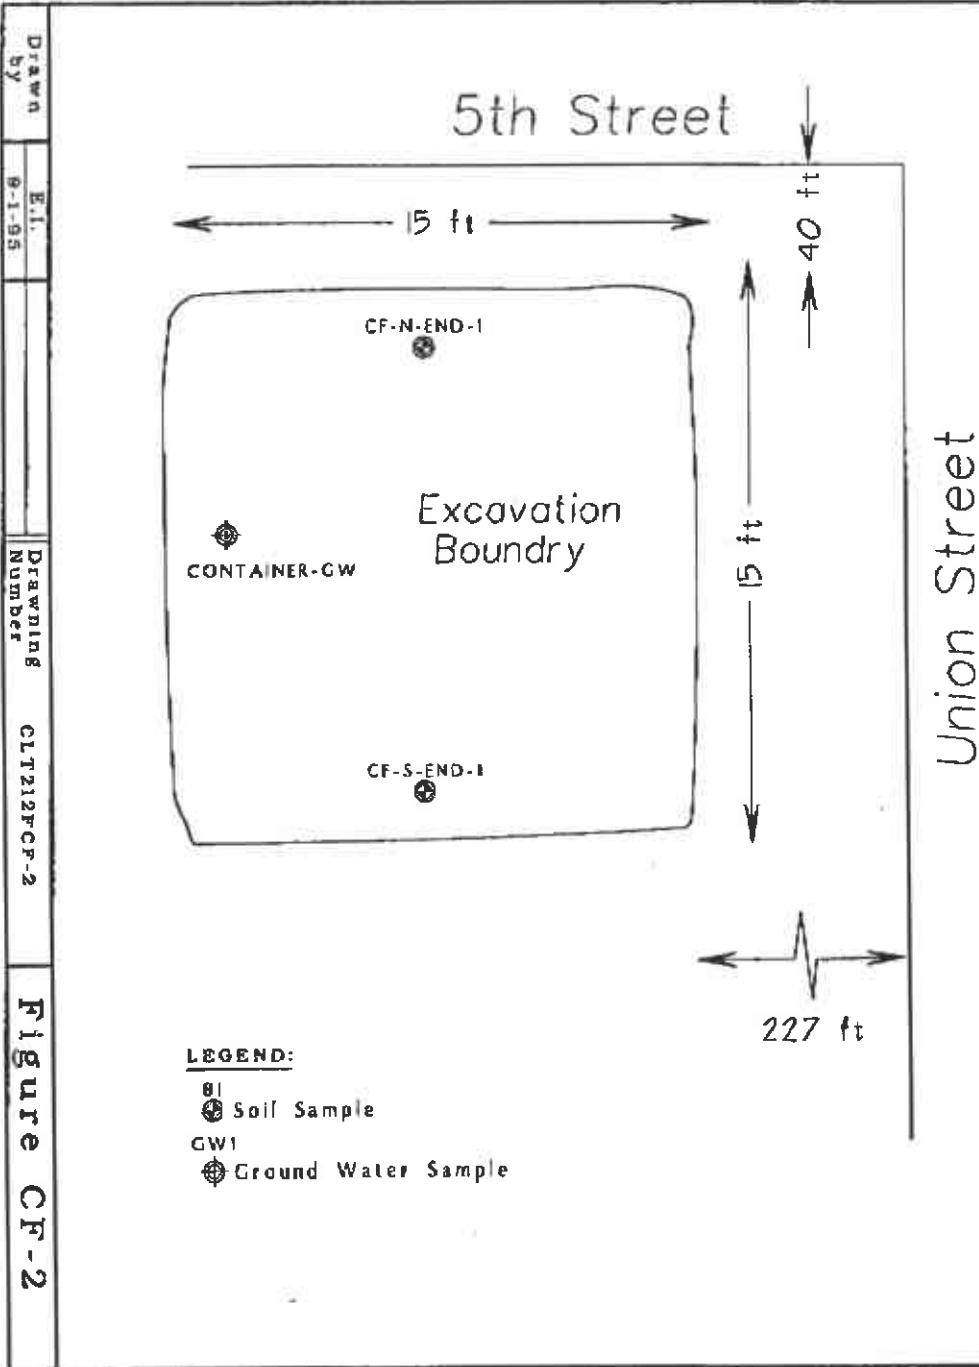 5th Street
15 ft
40 ft
CF-N-END-1
Excavation
Boundry
CONTAINER-GW
15 ft
Union Street
CF-S-END-1
227 ft
LEGEND:
Soil Sample
GW1
Ground Water Sample
Drawn
by
E.I.
8-1-95
Drawning
Number
CLT212FCF-2
Figure CF-2